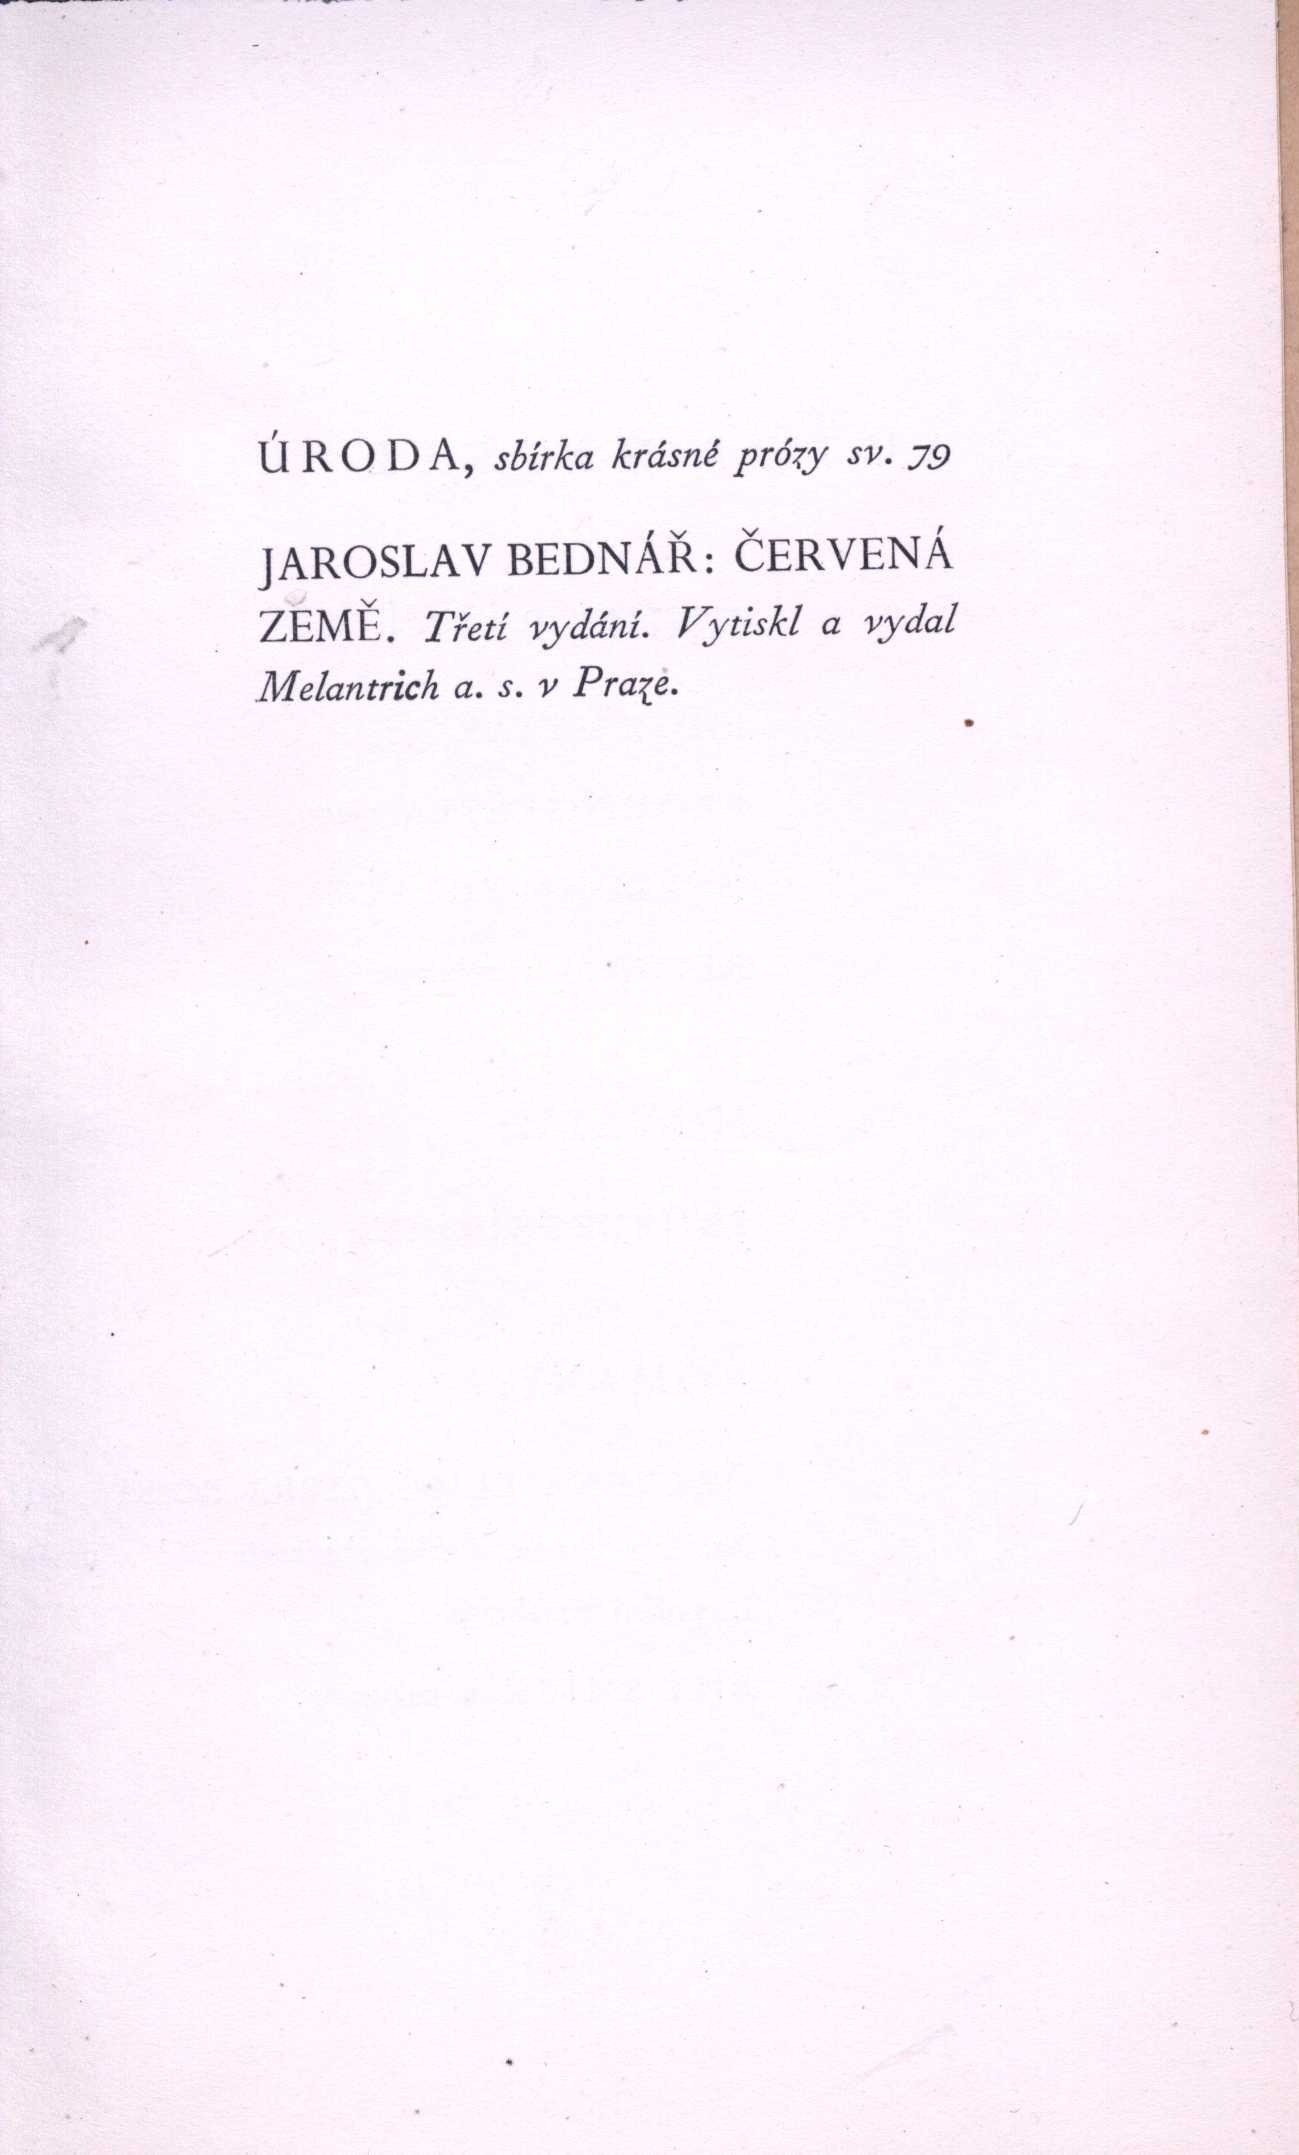 ÚRODA, sbírka krásné prózy sv. 79
JAROSLAV BEDNÁŘ: ČERVENÁ
ZEMĚ. Třetí vydání. Vytiskl a vydal
Melantrich a. s. v Praze.